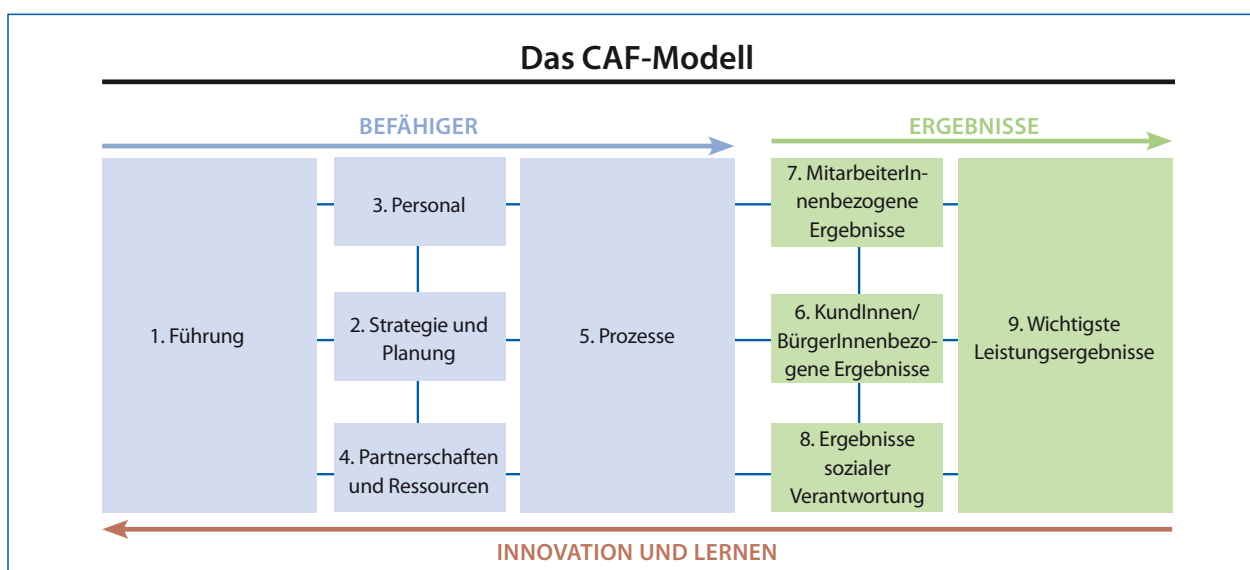 Das CAF-Modell
BEFÄHIGER
ERGEBNISSE
1. Führung
3. Personal
2. Strategie und
Planung
4. Partnerschaften
und Ressourcen
5. Prozesse
7. MitarbeiterIn-
nenbezogene
Ergebnisse
6. KundInnen/
BürgerInnenbezo-
gene Ergebnisse
8. Ergebnisse
sozialer
Verantwortung
9. Wichtigste
Leistungsergebnisse
INNOVATION UND LERNEN